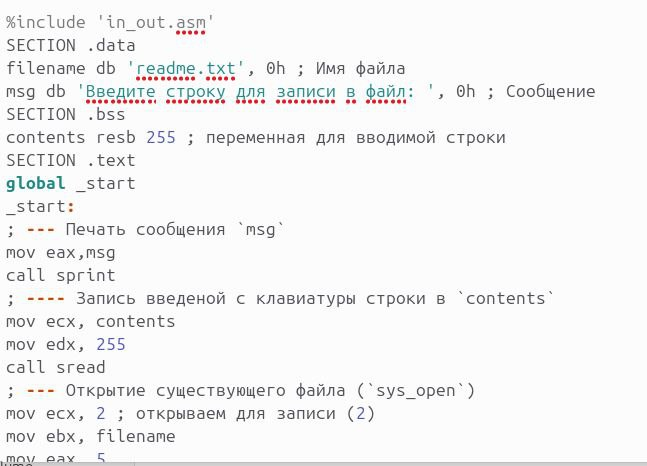 %include 'in_out.asm'
SECTION .data
filename db 'readme.txt', 0h ; Имя файла
msg db 'Введите строку для записи в файл: ', 0h ; Сообщение
SECTION .bss
contents resb 255 ; переменная для вводимой строки
SECTION .text
global _start
_start:
; --- Печать сообщения `msg`
mov eax,msg
call sprint
; ---- Запись введеной с клавиатуры строки в `contents`
mov ecx, contents
mov edx, 255
call sread
; --- Открытие существующего файла (`sys_open`)
mov ecx, 2 ; открываем для записи (2)
mov ebx, filename
mov eax, 5